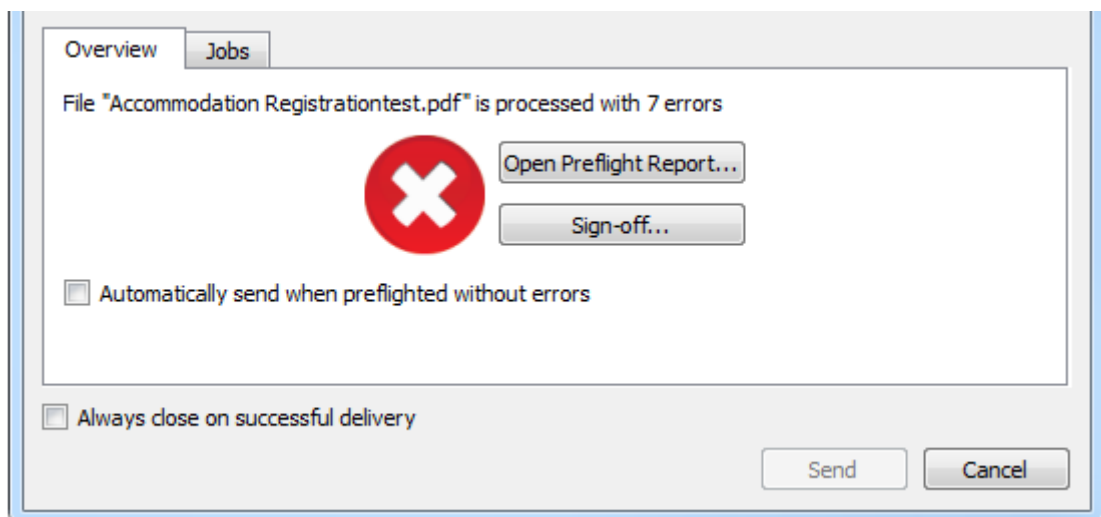 Overview
Jobs
File "Accommodation Registrationtest.pdf" is processed with 7 errors
Open Preflight Report...
Sign-off...
Automatically send when preflighted without errors
Always close on successful delivery
Send
Cancel